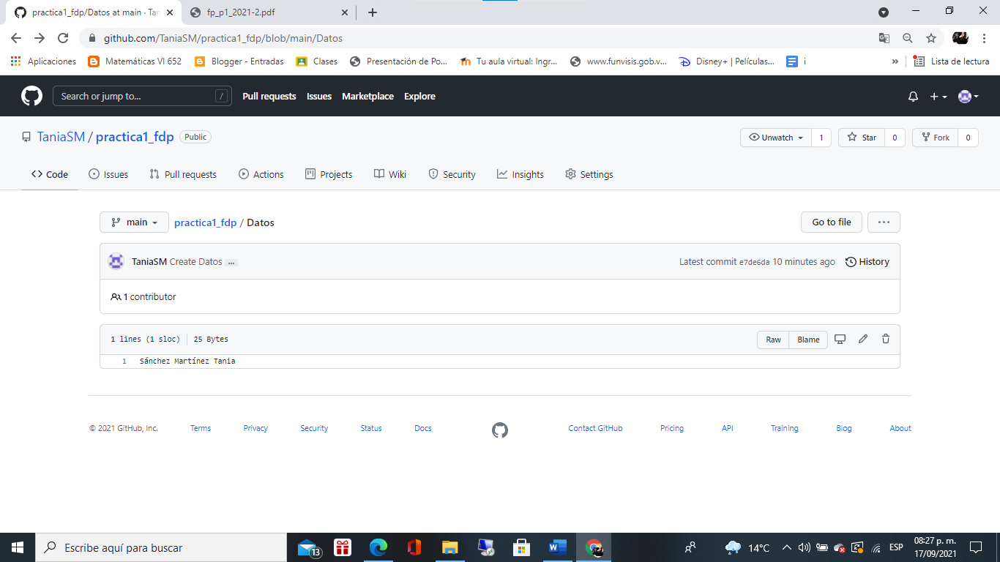 practica1_fdp/Datos at main · Tan
fp_p1_2021-2.pdf
github.com/TaniaSM/practica1_fdp/blob/main/Datos
Aplicaciones
Matemáticas VI 652
Blogger - Entradas
Clases
Presentación de Po...
Tu aula virtual: Ingr...
www.funvisis.gob.v...
Disney+ | Películas...
i
»
Lista de lectura
Search or jump to...
/
Pull requests
Issues
Marketplace
Explore
TaniaSM / practica1_fdp
Public
Unwatch
1
Star
0
Fork
0
Code
Issues
Pull requests
Actions
Projects
Wiki
Security
Insights
Settings
main
practica1_fdp / Datos
Go to file
...
TaniaSM Create Datos ...
Latest commit e7de6da 10 minutes ago
History
1 contributor
1 lines (1 sloc)
25 Bytes
Raw
Blame
1
Sánchez Martínez Tania
© 2021 GitHub, Inc.
Terms
Privacy
Security
Status
Docs
Contact GitHub
Pricing
API
Training
Blog
About
Escribe aquí para buscar
13
14°C
ESP
08:27 p. m.
17/09/2021